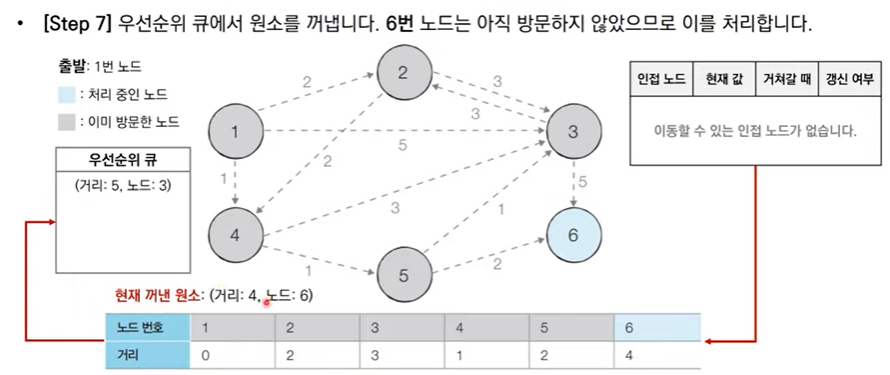 • [Step 7] 우선순위 큐에서 원소를 꺼냅니다. 6번 노드는 아직 방문하지 않았으므로 이를 처리합니다.
출발: 1번 노드
: 처리 중인 노드
: 이미 방문한 노드
우선순위 큐
(거리: 5, 노드: 3)
1
2
3
4
5
6
2
3
3
5
1
2
3
1
1
2
5
인접 노드 현재 값 거쳐갈 때 갱신 여부
이동할 수 있는 인접 노드가 없습니다.
현재 꺼낸 원소: (거리: 4, 노드: 6)
노드 번호 1 2 3 4 5 6
거리 0 2 3 1 2 4